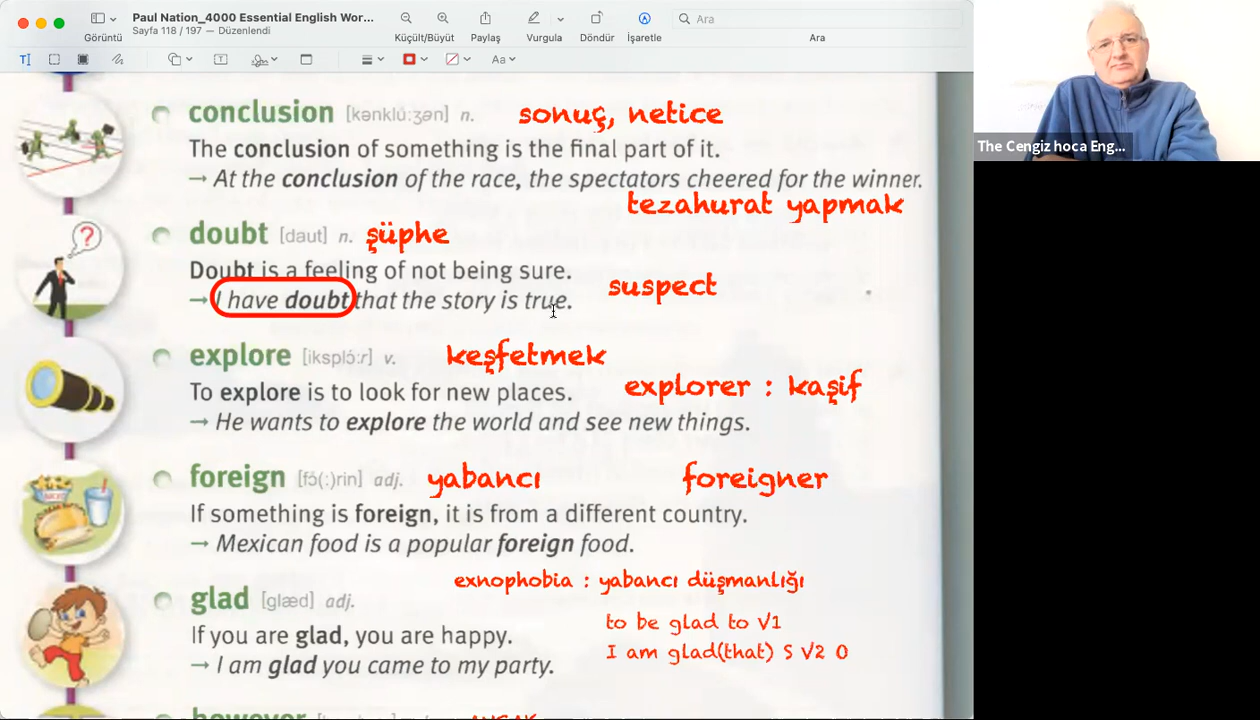 Paul Nation_4000 Essential English Wor...
Sayfa 118 / 197 — Düzenlendi
Görüntü
Küçült/Büyüt
Paylaş
Vurgula
Döndür
İşaretle
Ara
Ara
Aa
conclusion [kənklúːʒən] n. sonuç, netice
The conclusion of something is the final part of it.
→ At the conclusion of the race, the spectators cheered for the winner.
tezahurat yapmak
doubt [daut] n. şüphe
Doubt is a feeling of not being sure.
suspect
→ I have doubt that the story is true.
explore [iksplɔ́ːr] v. keşfetmek
To explore is to look for new places.
explorer : kaşif
→ He wants to explore the world and see new things.
foreign [fɔ́(ː)rin] adj. yabancı foreigner
If something is foreign, it is from a different country.
→ Mexican food is a popular foreign food.
exnophobia : yabancı düşmanlığı
glad [glæd] adj.
to be glad to V1
If you are glad, you are happy.
I am glad(that) S V2 O
→ I am glad you came to my party.
however
The Cengiz hoca Eng...